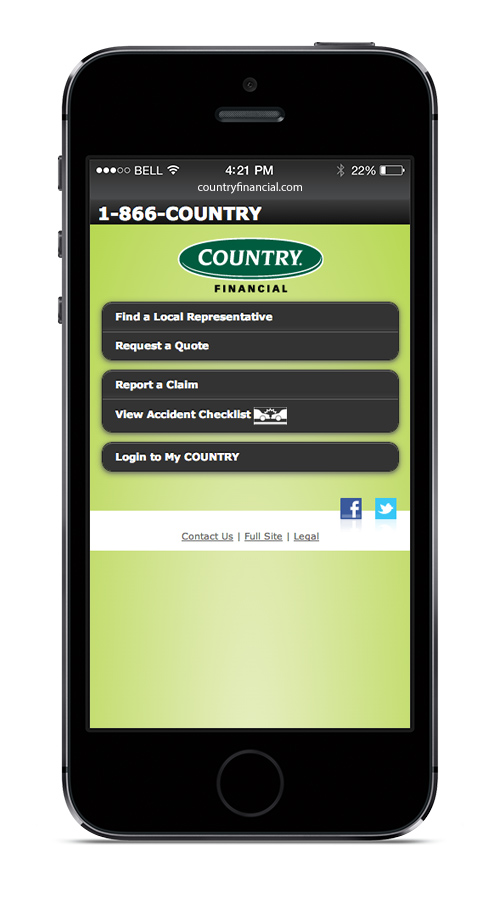 BELL 4:21 PM 22%
countryfinancial.com
1-866-COUNTRY
COUNTRY.
FINANCIAL
Find a Local Representative
Request a Quote
Report a Claim
View Accident Checklist
Login to My COUNTRY
f
Contact Us | Full Site | Legal